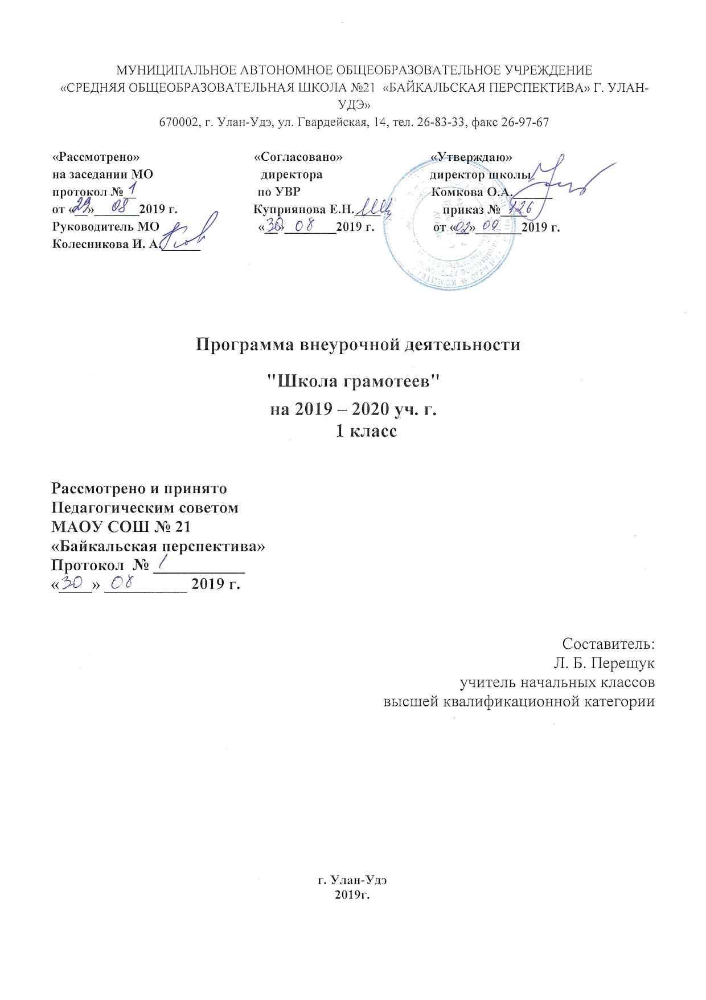 МУНИЦИПАЛЬНОЕ АВТОНОМНОЕ ОБЩЕОБРАЗОВАТЕЛЬНОЕ УЧРЕЖДЕНИЕ
«СРЕДНЯЯ ОБЩЕОБРАЗОВАТЕЛЬНАЯ ШКОЛА №21 «БАЙКАЛЬСКАЯ ПЕРСПЕКТИВА» Г. УЛАН-
УДЭ»
670002, г. Улан-Удэ, ул. Гвардейская, 14, тел. 26-83-33, факс 26-97-67
«Рассмотрено» «Согласовано» «Утверждаю»
на заседании МО директора директор школы
протокол № 1 по УВР Комкова О.А.
от «29» 08 2019 г. Куприянова Е.Н. приказ № 126
Руководитель МО «30» 08 2019 г. от «02» 09 2019 г.
Колесникова И. А.
Программа внеурочной деятельности
"Школа грамотеев"
на 2019 – 2020 уч. г.
1 класс
Рассмотрено и принято
Педагогическим советом
МАОУ СОШ № 21
«Байкальская перспектива»
Протокол № 1
«30» 08 2019 г.
Составитель:
Л. Б. Перещук
учитель начальных классов
высшей квалификационной категории
г. Улан-Удэ
2019г.